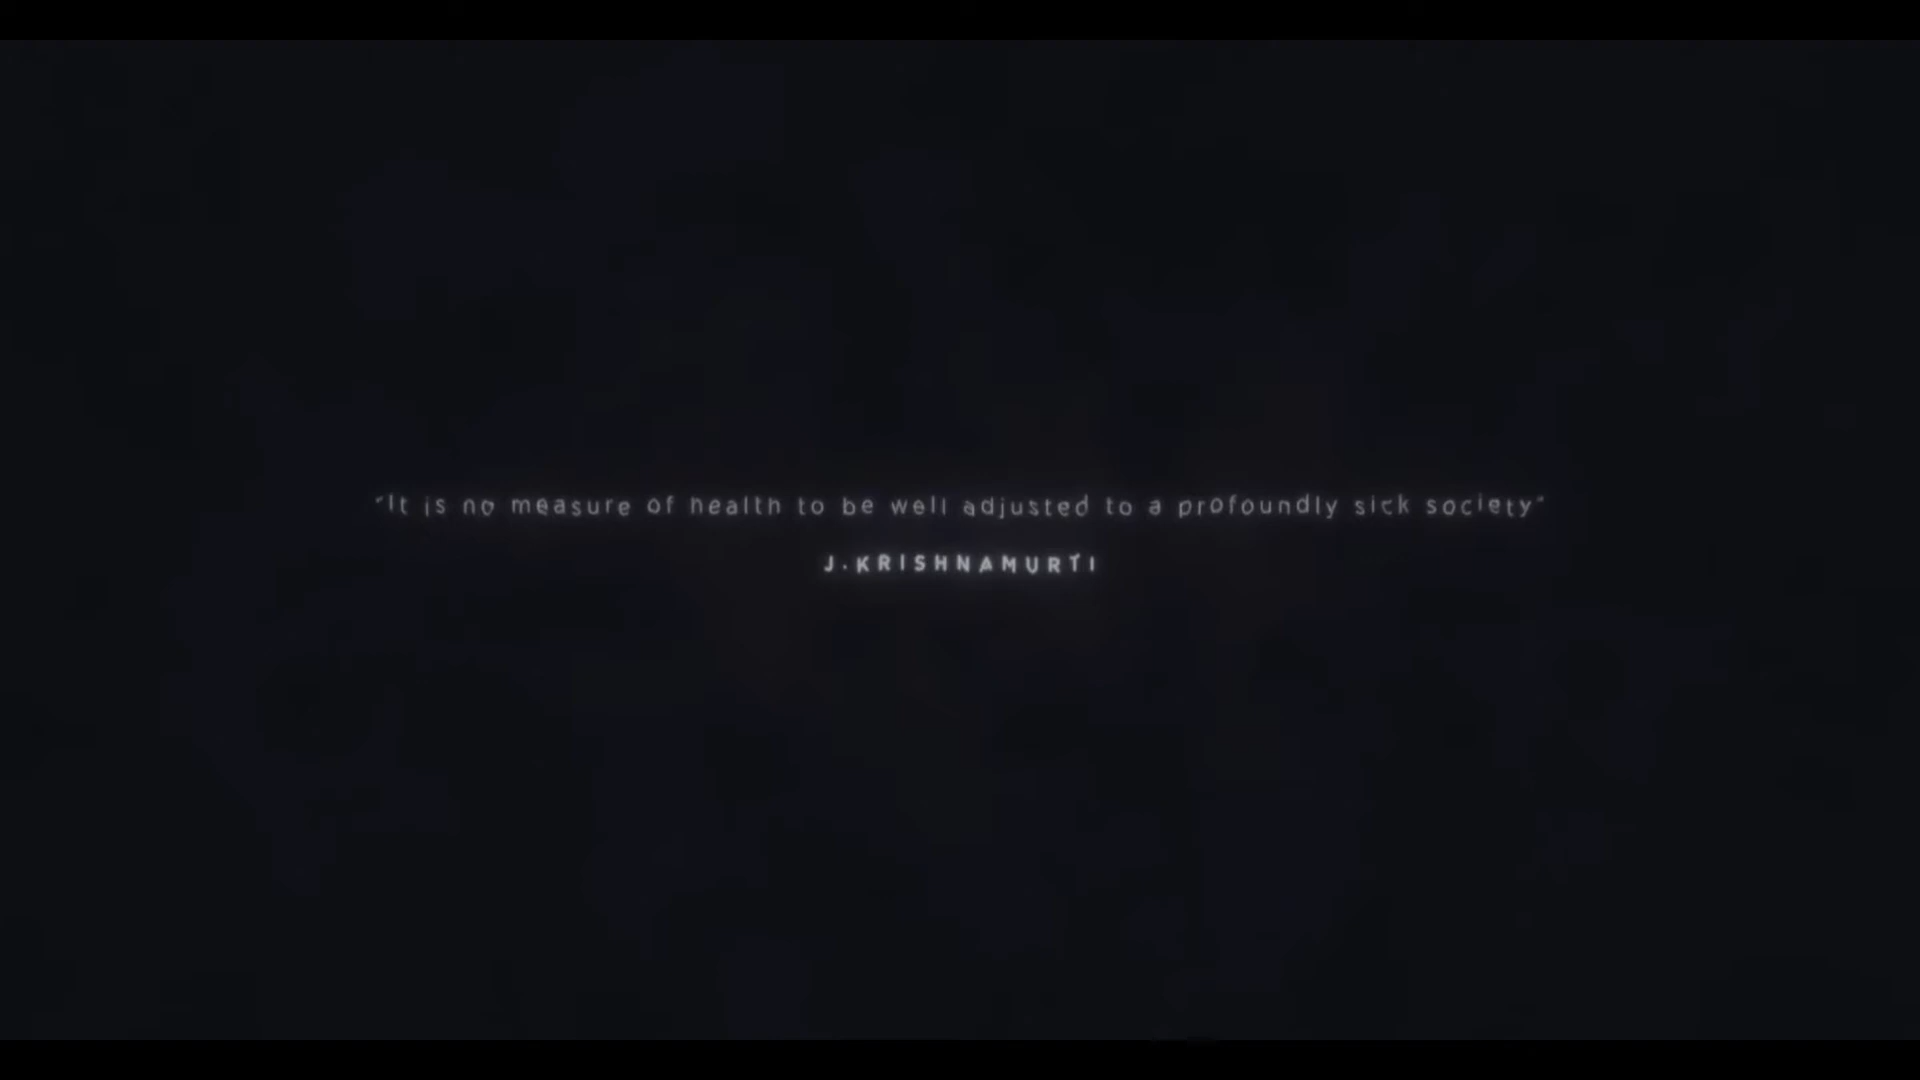 "It is no measure of health to be well adjusted to a profoundly sick society"
J.KRISHNAMURTI